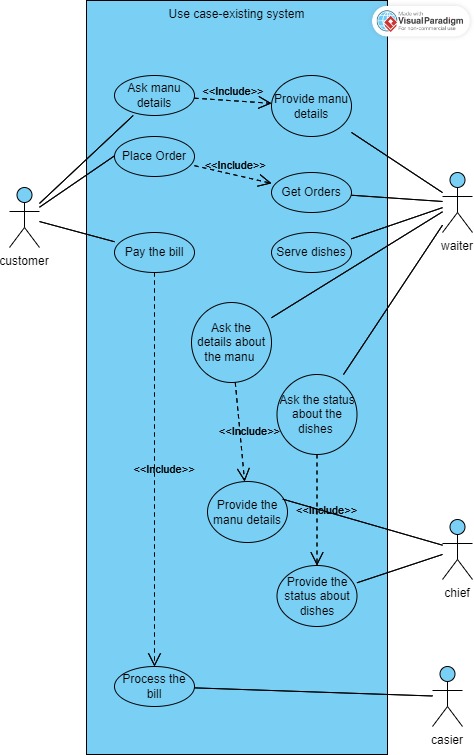 Use case-existing system
Made with
VisualParadigm
For non-commercial use
Ask manu
details
<<Include>>
Provide manu
details
Place Order
<<Include>>
Get Orders
customer
waiter
Pay the bill
Serve dishes
Ask the
details about
the manu
Ask the status
about the
dishes
<<Include>>
<<Include>>
Provide the
manu details
<<Include>>
chief
Provide the
status about
dishes
Process the
bill
casier